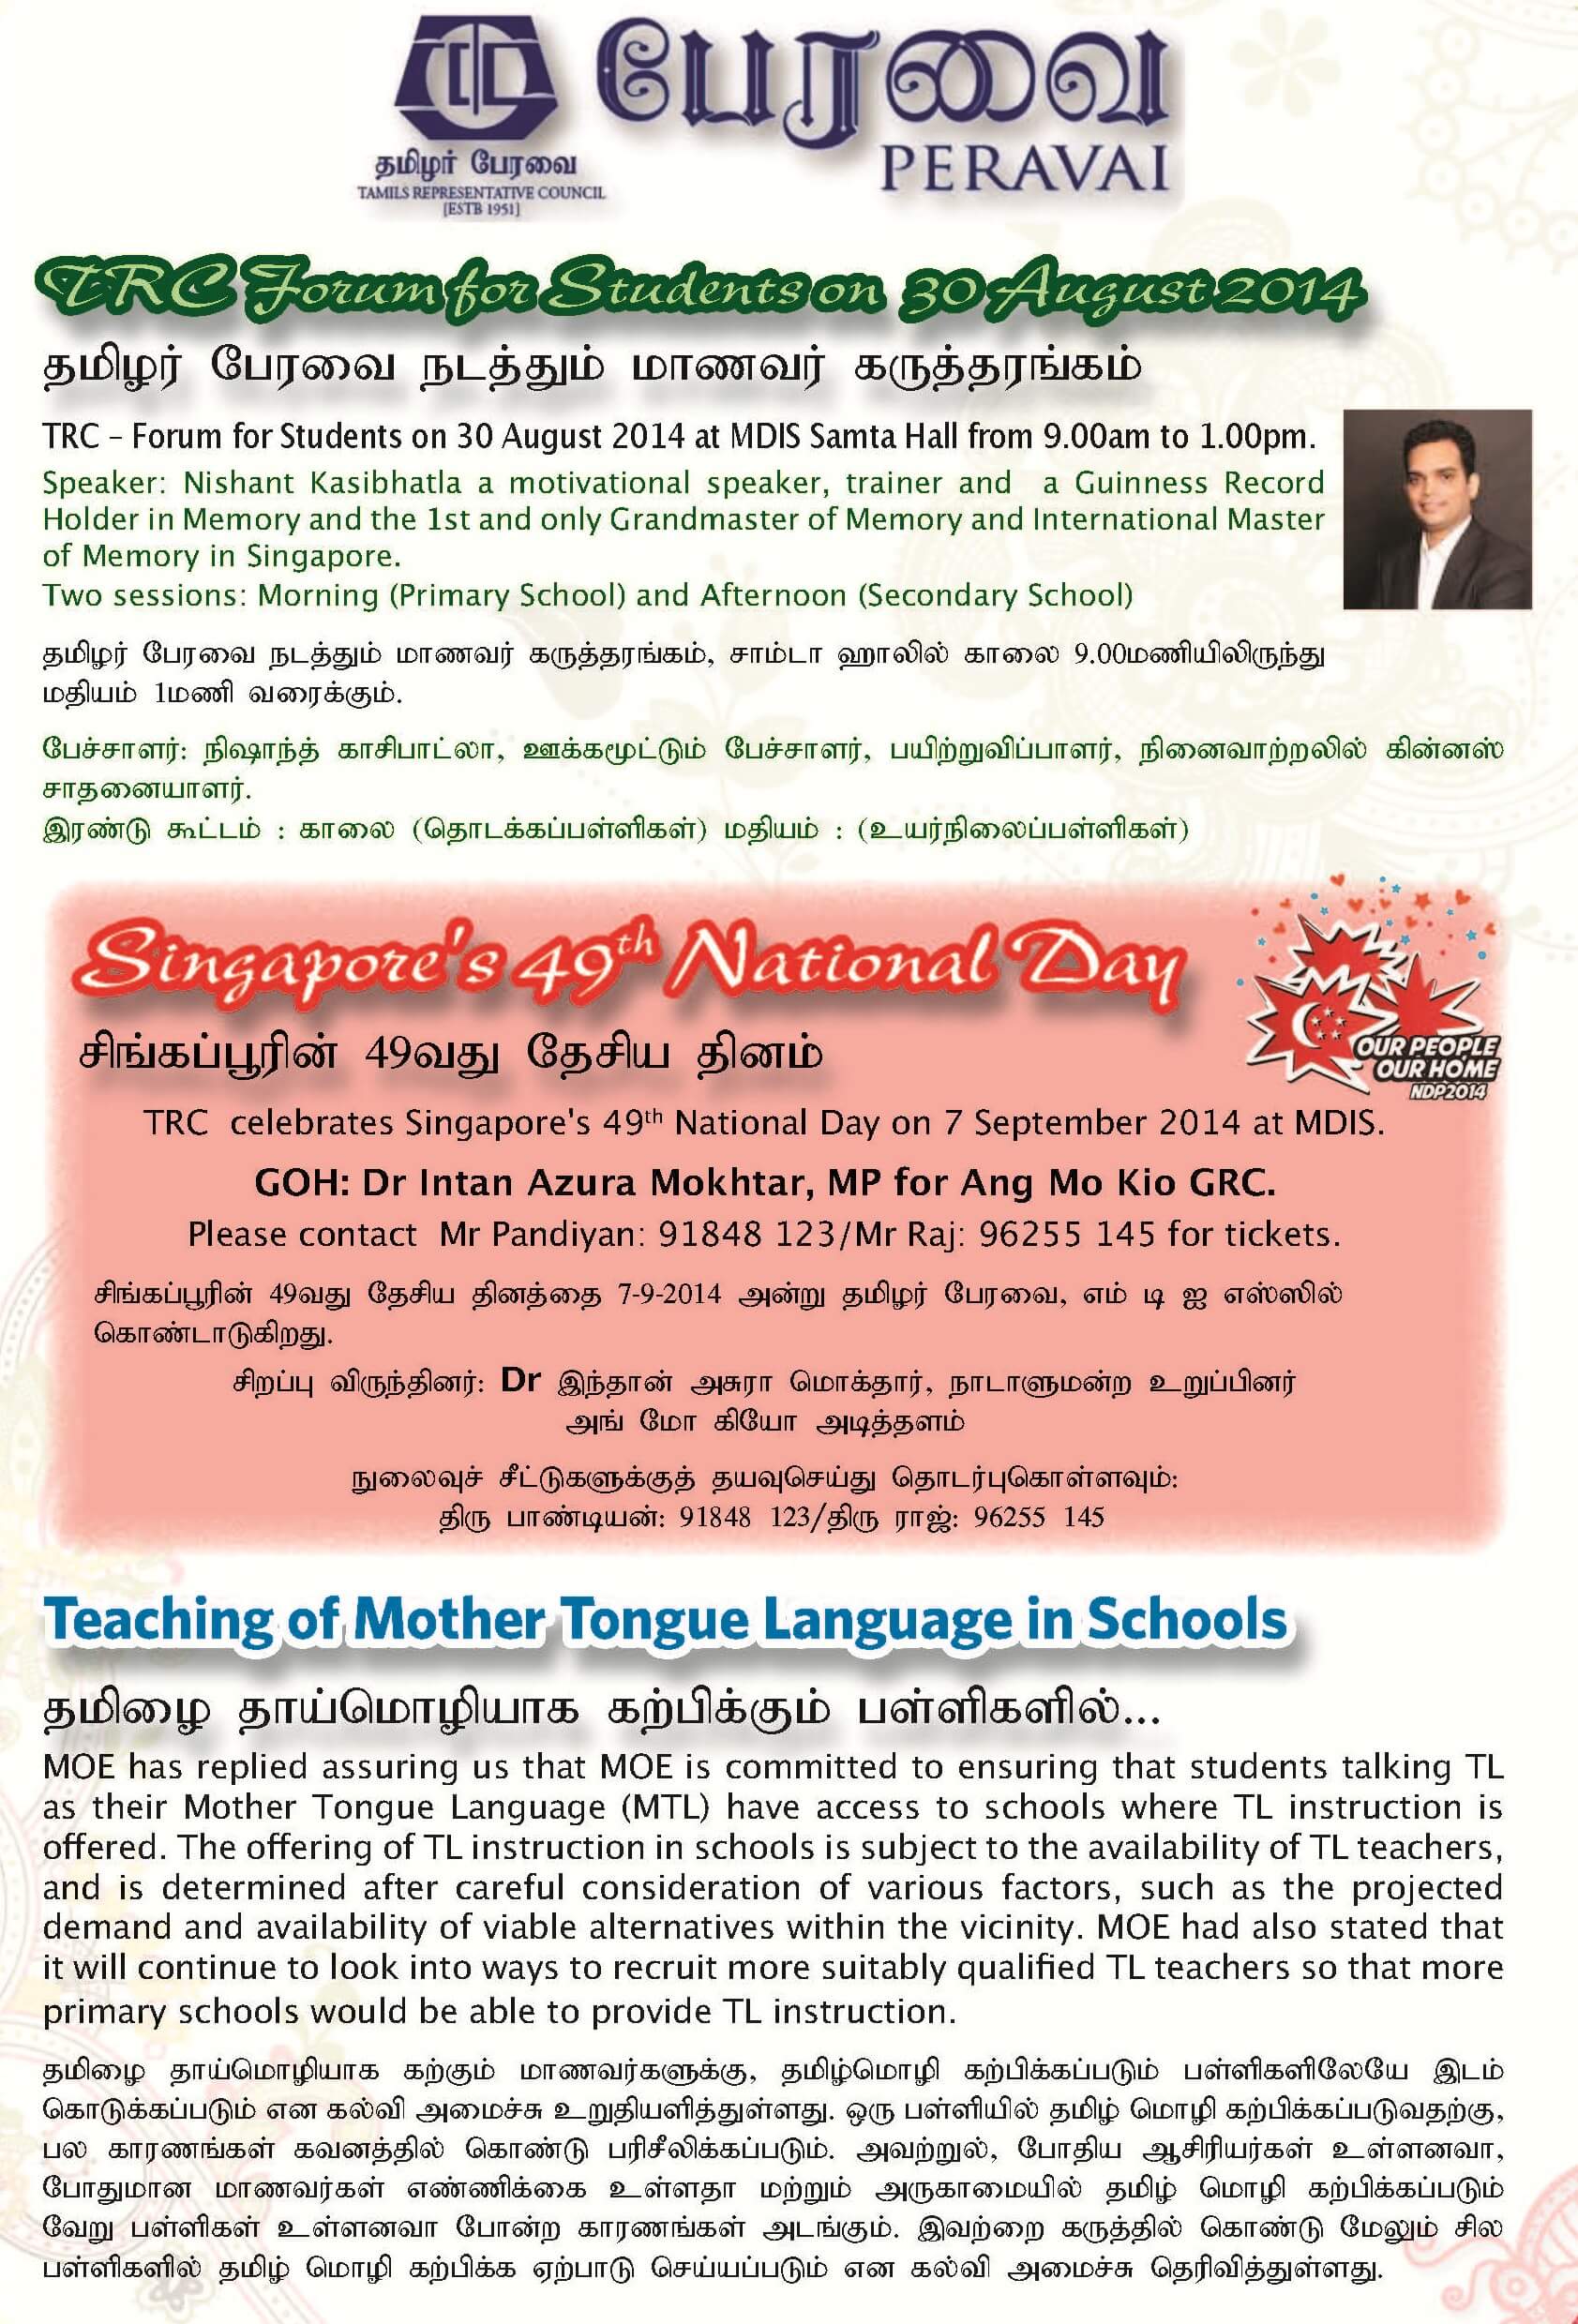 பேரவை
PERAVAI
தமிழர் பேரவை
TAMILS REPRESENTATIVE COUNCIL
[ESTB 1951]
TRC Forum for Students on 30 August 2014
தமிழர் பேரவை நடத்தும் மாணவர் கருத்தரங்கம்
TRC – Forum for Students on 30 August 2014 at MDIS Samta Hall from 9.00am to 1.00pm.
Speaker: Nishant Kasibhatla a motivational speaker, trainer and a Guinness Record
Holder in Memory and the 1st and only Grandmaster of Memory and International Master
of Memory in Singapore.
Two sessions: Morning (Primary School) and Afternoon (Secondary School)
தமிழர் பேரவை நடத்தும் மாணவர் கருத்தரங்கம், சாம்டா ஹாலில் காலை 9.00மணியிலிருந்து
மதியம் 1மணி வரைக்கும்.
பேச்சாளர்: நிஷாந்த் காசிபாட்லா, ஊக்கமூட்டும் பேச்சாளர், பயிற்றுவிப்பாளர், நினைவாற்றலில் கின்னஸ்
சாதனையாளர்.
இரண்டு கூட்டம் : காலை (தொடக்கப்பள்ளிகள்) மதியம் : (உயர்நிலைப்பள்ளிகள்)
Singapore's 49th National Day
சிங்கப்பூரின் 49வது தேசிய தினம்
OUR PEOPLE
OUR HOME
NDP2014
TRC celebrates Singapore's 49th National Day on 7 September 2014 at MDIS.
GOH: Dr Intan Azura Mokhtar, MP for Ang Mo Kio GRC.
Please contact Mr Pandiyan: 91848 123/Mr Raj: 96255 145 for tickets.
சிங்கப்பூரின் 49வது தேசிய தினத்தை 7-9-2014 அன்று தமிழர் பேரவை, எம் டி ஐ எஸ்ஸில்
கொண்டாடுகிறது.
சிறப்பு விருந்தினர்: Dr இந்தான் அசுரா மொக்தார், நாடாளுமன்ற உறுப்பினர்
அங் மோ கியோ அடித்தளம்
நுலைவுச் சீட்டுகளுக்குத் தயவுசெய்து தொடர்புகொள்ளவும்:
திரு பாண்டியன்: 91848 123/திரு ராஜ்: 96255 145
Teaching of Mother Tongue Language in Schools
தமிழை தாய்மொழியாக கற்பிக்கும் பள்ளிகளில்...
MOE has replied assuring us that MOE is committed to ensuring that students talking TL
as their Mother Tongue Language (MTL) have access to schools where TL instruction is
offered. The offering of TL instruction in schools is subject to the availability of TL teachers,
and is determined after careful consideration of various factors, such as the projected
demand and availability of viable alternatives within the vicinity. MOE had also stated that
it will continue to look into ways to recruit more suitably qualified TL teachers so that more
primary schools would be able to provide TL instruction.
தமிழை தாய்மொழியாக கற்கும் மாணவர்களுக்கு, தமிழ்மொழி கற்பிக்கப்படும் பள்ளிகளிலேயே இடம்
கொடுக்கப்படும் என கல்வி அமைச்சு உறுதியளித்துள்ளது. ஒரு பள்ளியில் தமிழ் மொழி கற்பிக்கப்படுவதற்கு,
பல காரணங்கள் கவனத்தில் கொண்டு பரிசீலிக்கப்படும். அவற்றுல், போதிய ஆசிரியர்கள் உள்ளனவா,
போதுமான மாணவர்கள் எண்ணிக்கை உள்ளதா மற்றும் அருகாமையில் தமிழ் மொழி கற்பிக்கப்படும்
வேறு பள்ளிகள் உள்ளனவா போன்ற காரணங்கள் அடங்கும். இவற்றை கருத்தில் கொண்டு மேலும் சில
பள்ளிகளில் தமிழ் மொழி கற்பிக்க ஏற்பாடு செய்யப்படும் என கல்வி அமைச்சு தெரிவித்துள்ளது.